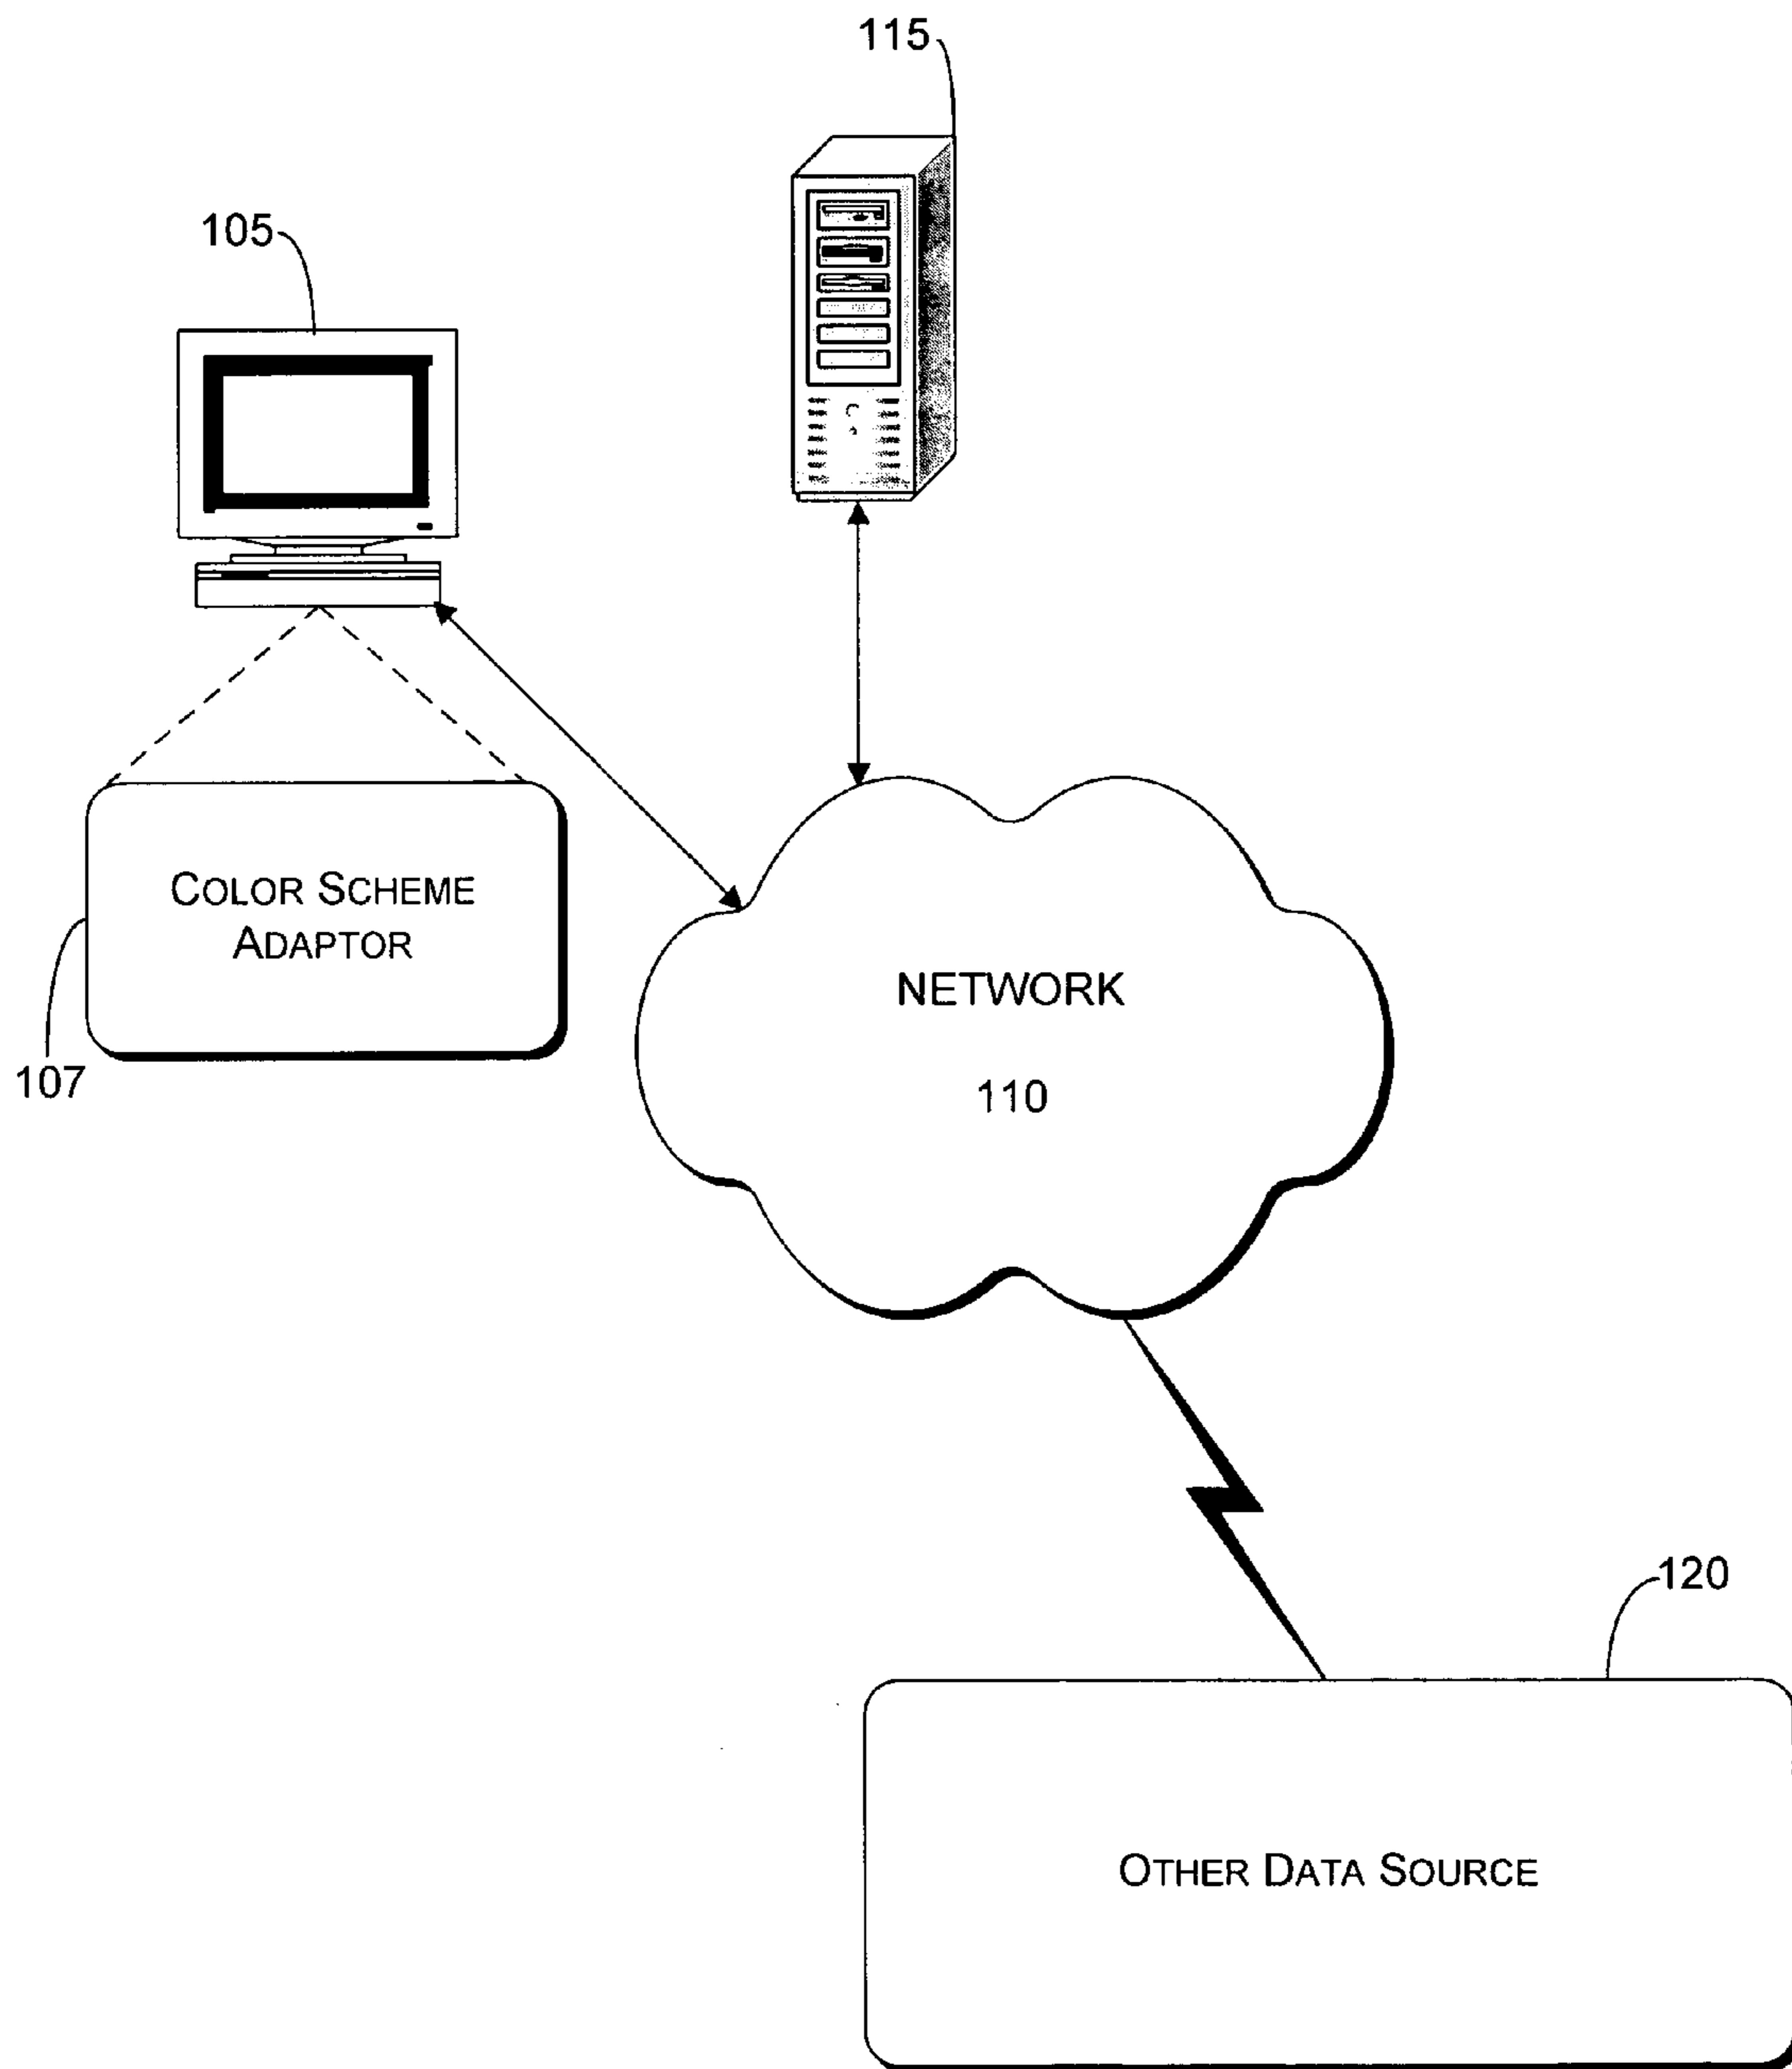 115
105
COLOR SCHEME
ADAPTOR
107
NETWORK
110
120
OTHER DATA SOURCE